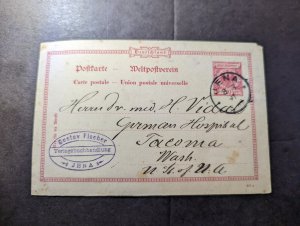 Deutschland
Postkarte – Weltpostverein
Carte postale – Union postale universelle
JENA
Herrn Dr. med. H. Vidal
German Hospital
Tacoma
Wash.
U. S. of N. A.
Gustav Fischer
Verlagsbuchhandlung
JENA